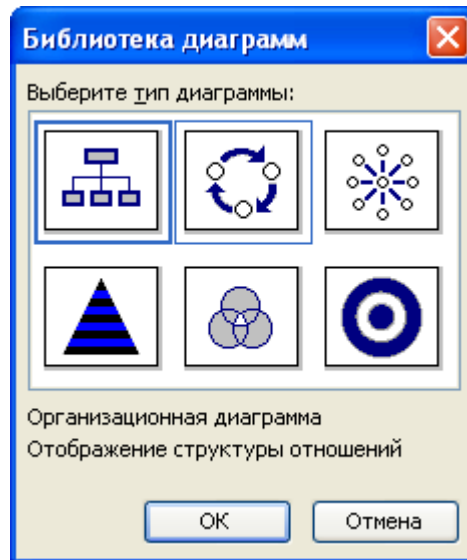 Библиотека диаграмм
Выберите тип диаграммы:
Организационная диаграмма
Отображение структуры отношений
ОК
Отмена